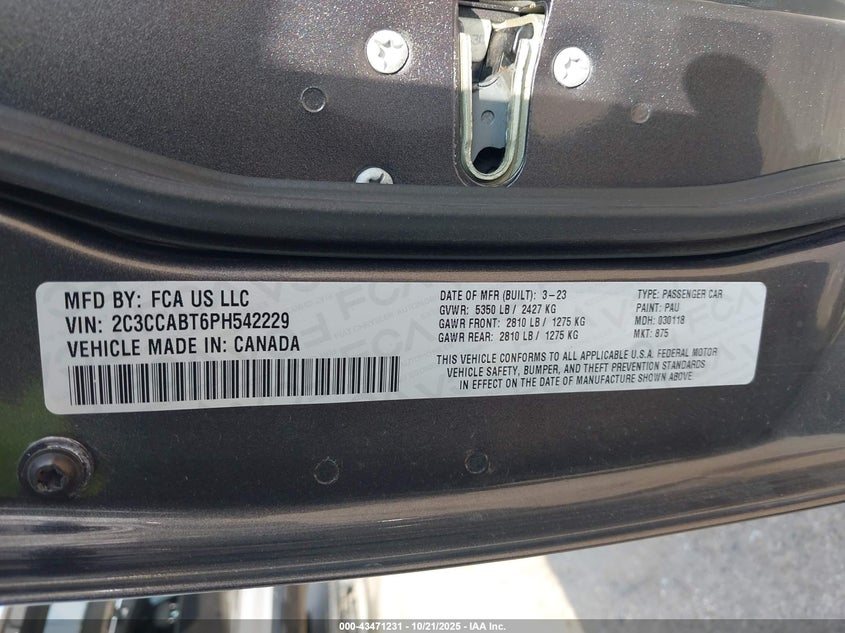 MFD BY: FCA US LLC
VIN: 2C3CCABT6PH542229
VEHICLE MADE IN: CANADA
DATE OF MFR (BUILT): 3-23
GVWR: 5350 LB / 2427 KG
GAWR FRONT: 2810 LB / 1275 KG
GAWR REAR: 2810 LB / 1275 KG
TYPE: PASSENGER CAR
PAINT: PAU
MDH: 030118
MKT: 875
THIS VEHICLE CONFORMS TO ALL APPLICABLE U.S.A. FEDERAL MOTOR
VEHICLE SAFETY, BUMPER, AND THEFT PREVENTION STANDARDS
IN EFFECT ON THE DATE OF MANUFACTURE SHOWN ABOVE.
000-43471231 - 10/21/2025 - IAA Inc.